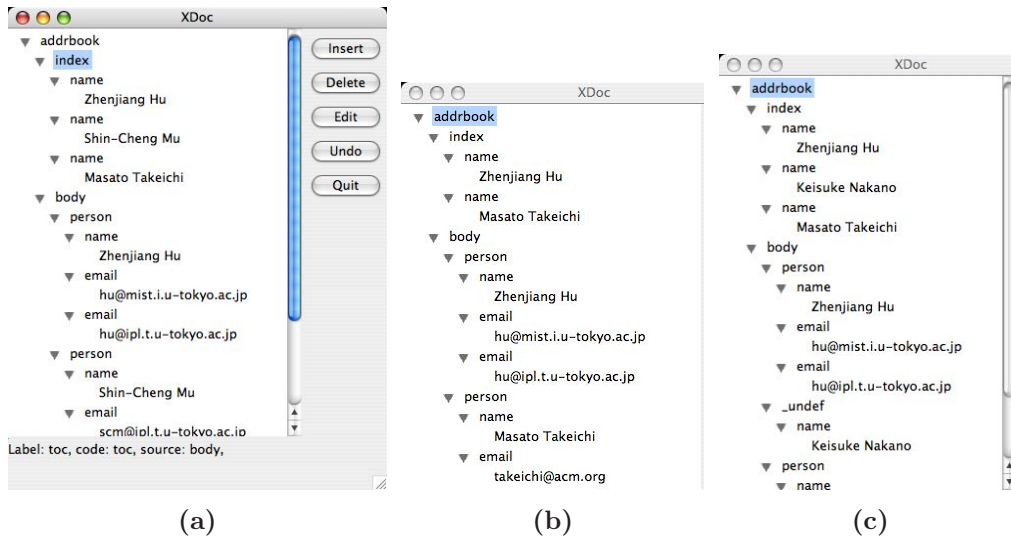 XDoc
addrbook
index
name
Zhenjiang Hu
name
Shin-Cheng Mu
name
Masato Takeichi
body
person
name
Zhenjiang Hu
email
hu@mist.i.u-tokyo.ac.jp
email
hu@ipl.t.u-tokyo.ac.jp
person
name
Shin-Cheng Mu
email
scm@ipl.t.u-tokyo.ac.jp
Insert
Delete
Edit
Undo
Quit
Label: toc, code: toc, source: body,
(a)
XDoc
addrbook
index
name
Zhenjiang Hu
name
Masato Takeichi
body
person
name
Zhenjiang Hu
email
hu@mist.i.u-tokyo.ac.jp
email
hu@ipl.t.u-tokyo.ac.jp
person
name
Masato Takeichi
email
takeichi@acm.org
(b)
XDoc
addrbook
index
name
Zhenjiang Hu
name
Keisuke Nakano
name
Masato Takeichi
body
person
name
Zhenjiang Hu
email
hu@mist.i.u-tokyo.ac.jp
email
hu@ipl.t.u-tokyo.ac.jp
_undef
name
Keisuke Nakano
person
name
(c)